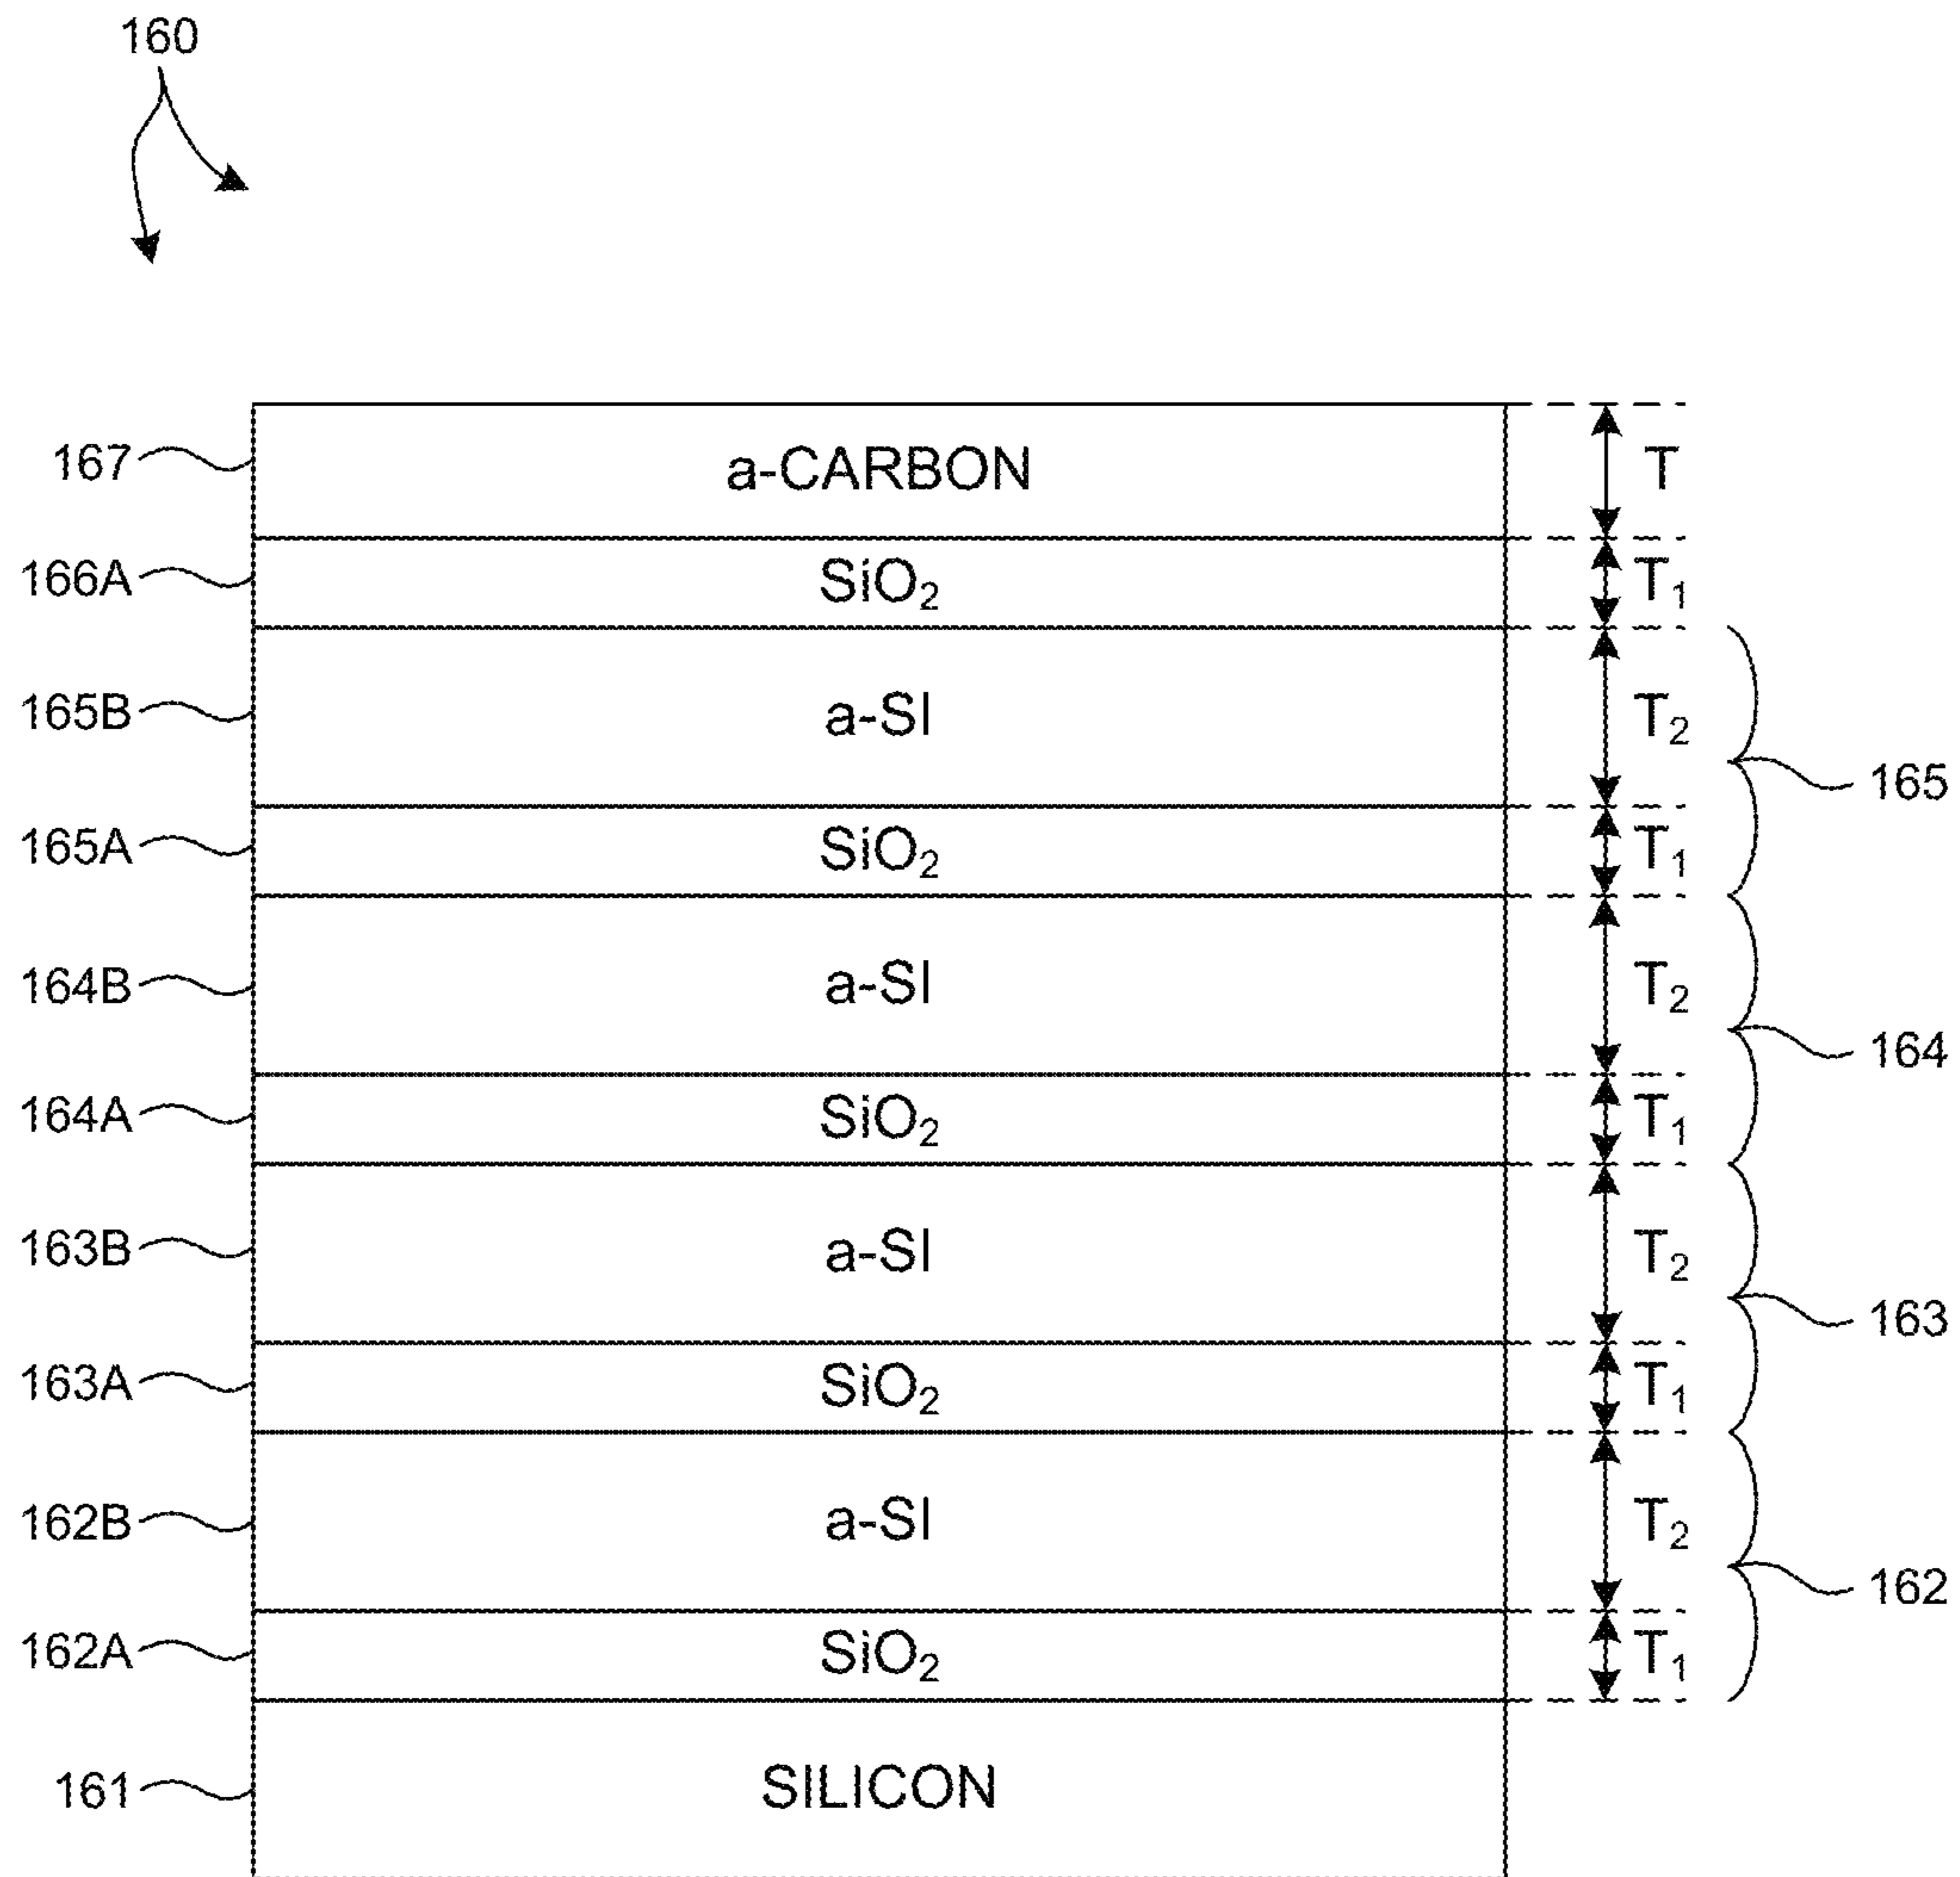 160
167 a-CARBON T
166A SiO₂ T₁
165B a-SI T₂
165
165A SiO₂ T₁
164B a-SI T₂
164
164A SiO₂ T₁
163B a-SI T₂
163
163A SiO₂ T₁
162B a-SI T₂
162
162A SiO₂ T₁
161 SILICON